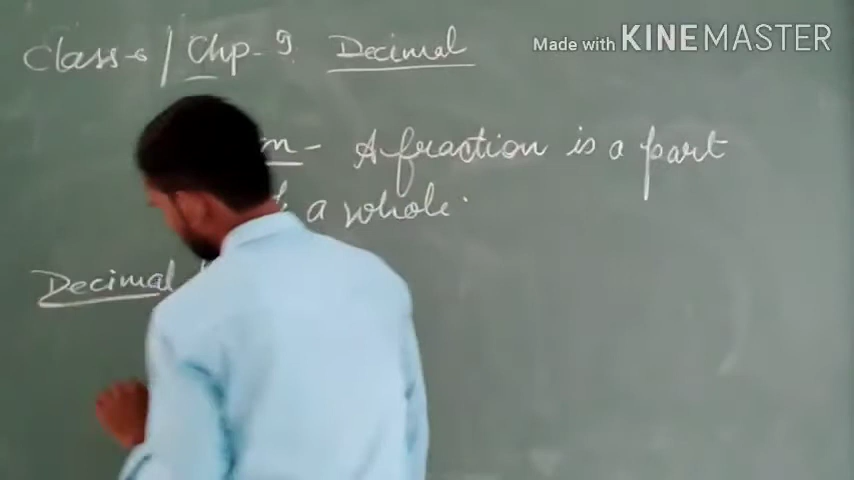 Class-6 / Chp-9. Decimal
Made with KINEMASTER
- A fraction is a part
a whole.
Decimal